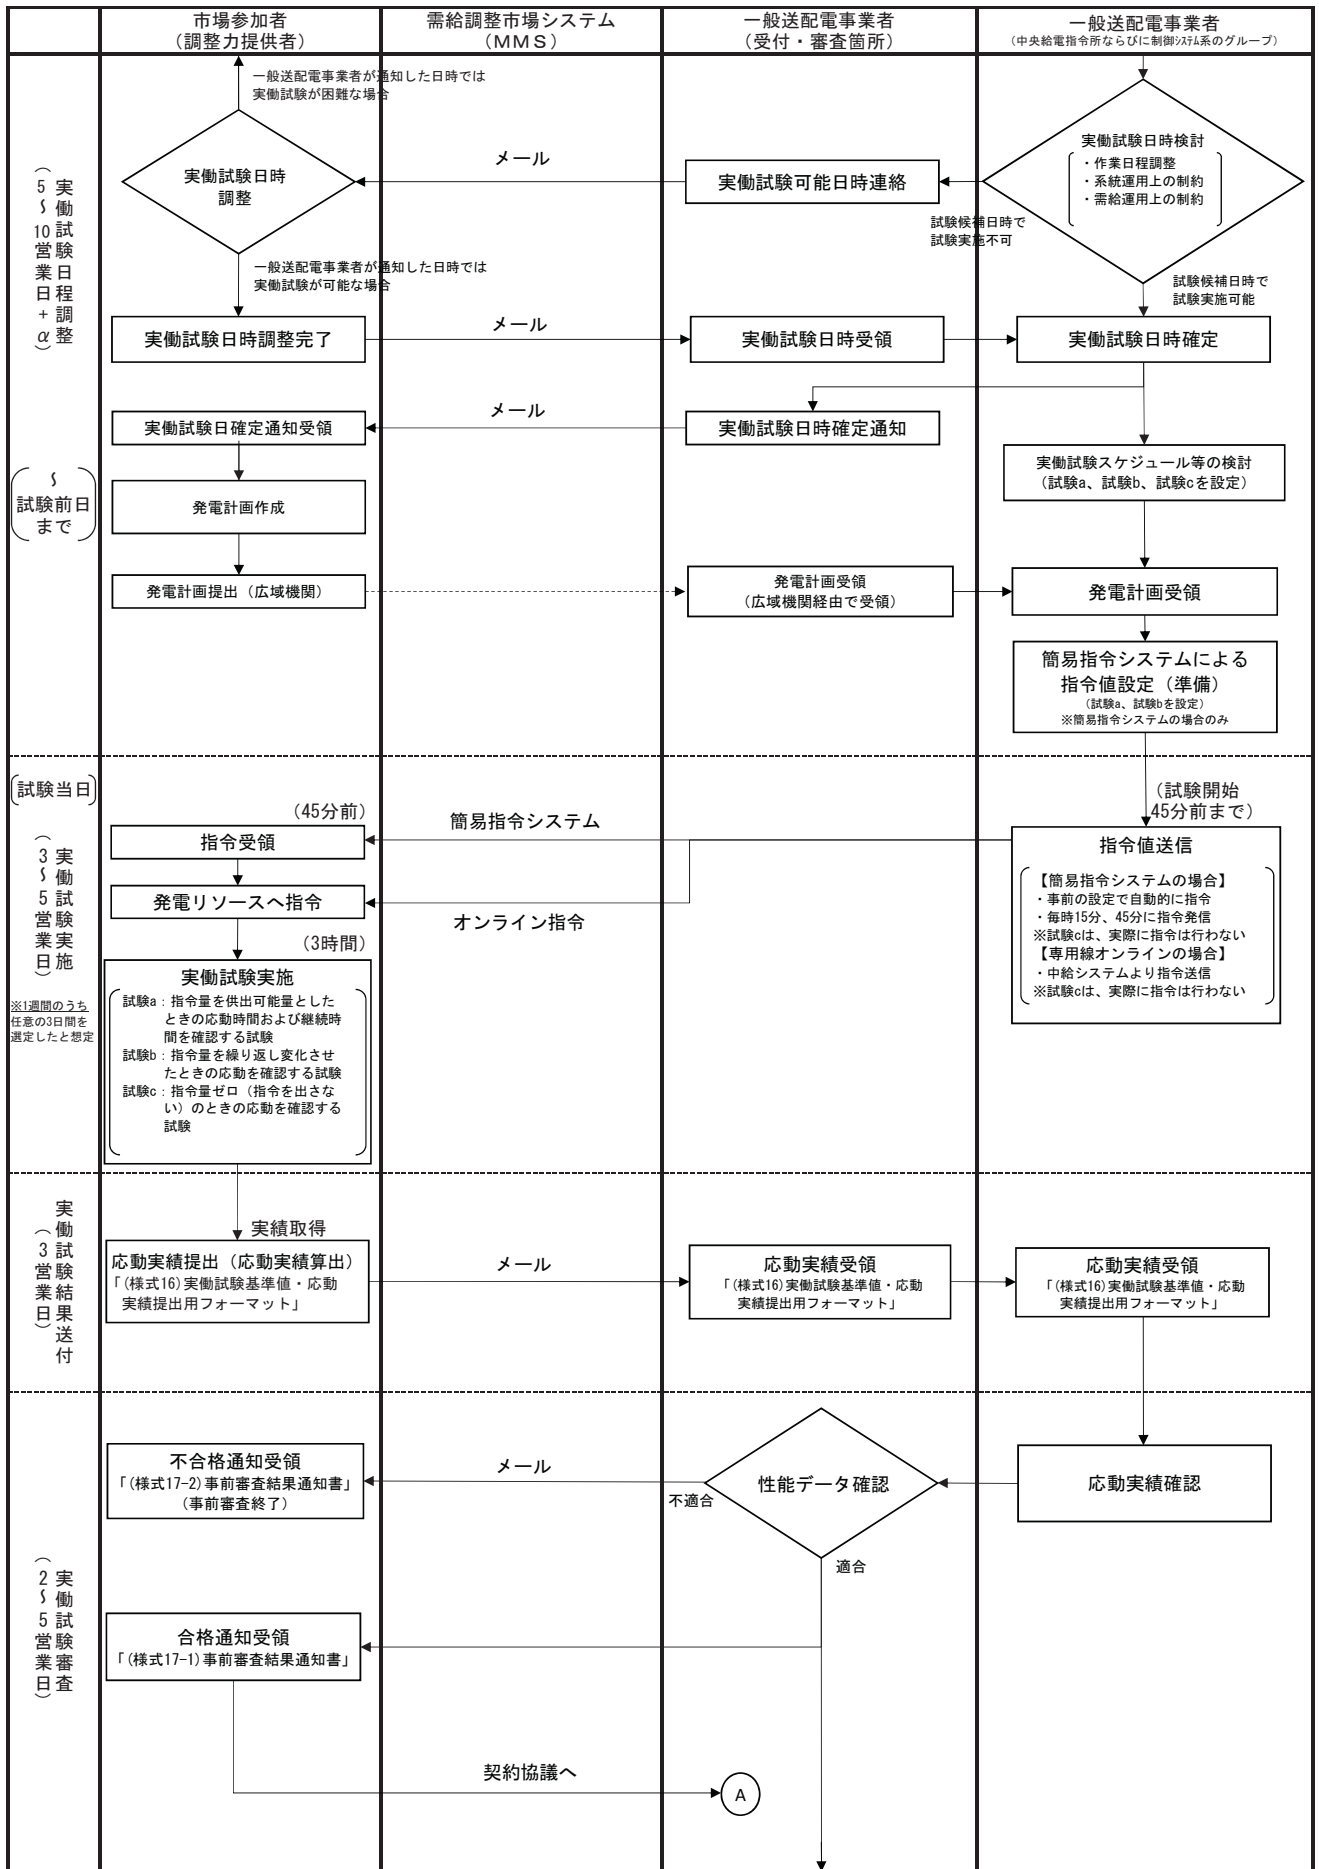 市場参加者
（調整力提供者）
需給調整市場システム
（ＭＭＳ）
一般送配電事業者
（受付・審査箇所）
一般送配電事業者
（中央給電指令所ならびに制御ｼｽﾃﾑ系のグループ）
実働試験日程調整
（5～10営業日+α）
一般送配電事業者が通知した日時では
実働試験が困難な場合
実働試験日時
調整
メール
実働試験可能日時連絡
実働試験日時検討
・作業日程調整
・系統運用上の制約
・需給運用上の制約
試験候補日時で
試験実施不可
一般送配電事業者が通知した日時では
実働試験が可能な場合
試験候補日時で
試験実施可能
実働試験日時調整完了
メール
実働試験日時受領
実働試験日時確定
実働試験日確定通知受領
メール
実働試験日時確定通知
実働試験スケジュール等の検討
（試験a、試験b、試験cを設定）
～
試験前日
まで
発電計画作成
発電計画提出（広域機関）
発電計画受領
（広域機関経由で受領）
発電計画受領
簡易指令システムによる
指令値設定（準備）
（試験a、試験bを設定）
※簡易指令システムの場合のみ
試験当日
実働試験実施
（3～5営業日）
※1週間のうち
任意の3日間を
選定したと想定
（45分前）
指令受領
簡易指令システム
（試験開始
45分前まで）
発電リソースへ指令
オンライン指令
指令値送信
【簡易指令システムの場合】
・事前の設定で自動的に指令
・毎時15分、45分に指令発信
※試験cは、実際に指令は行わない
【専用線オンラインの場合】
・中給システムより指令送信
※試験cは、実際に指令は行わない
（3時間）
実働試験実施
試験a：指令量を供出可能量とした
ときの応動時間および継続時
間を確認する試験
試験b：指令量を繰り返し変化させ
たときの応動を確認する試験
試験c：指令量ゼロ（指令を出さな
い）のときの応動を確認する
試験
実働試験結果送付
（3営業日）
実績取得
応動実績提出（応動実績算出）
「(様式16)実働試験基準値・応動
実績提出用フォーマット」
メール
応動実績受領
「(様式16)実働試験基準値・応動
実績提出用フォーマット」
応動実績受領
「(様式16)実働試験基準値・応動
実績提出用フォーマット」
実働試験審査
（2～5営業日）
不合格通知受領
「(様式17-2)事前審査結果通知書」
（事前審査終了）
メール
不適合
性能データ確認
応動実績確認
適合
合格通知受領
「(様式17-1)事前審査結果通知書」
契約協議へ
A